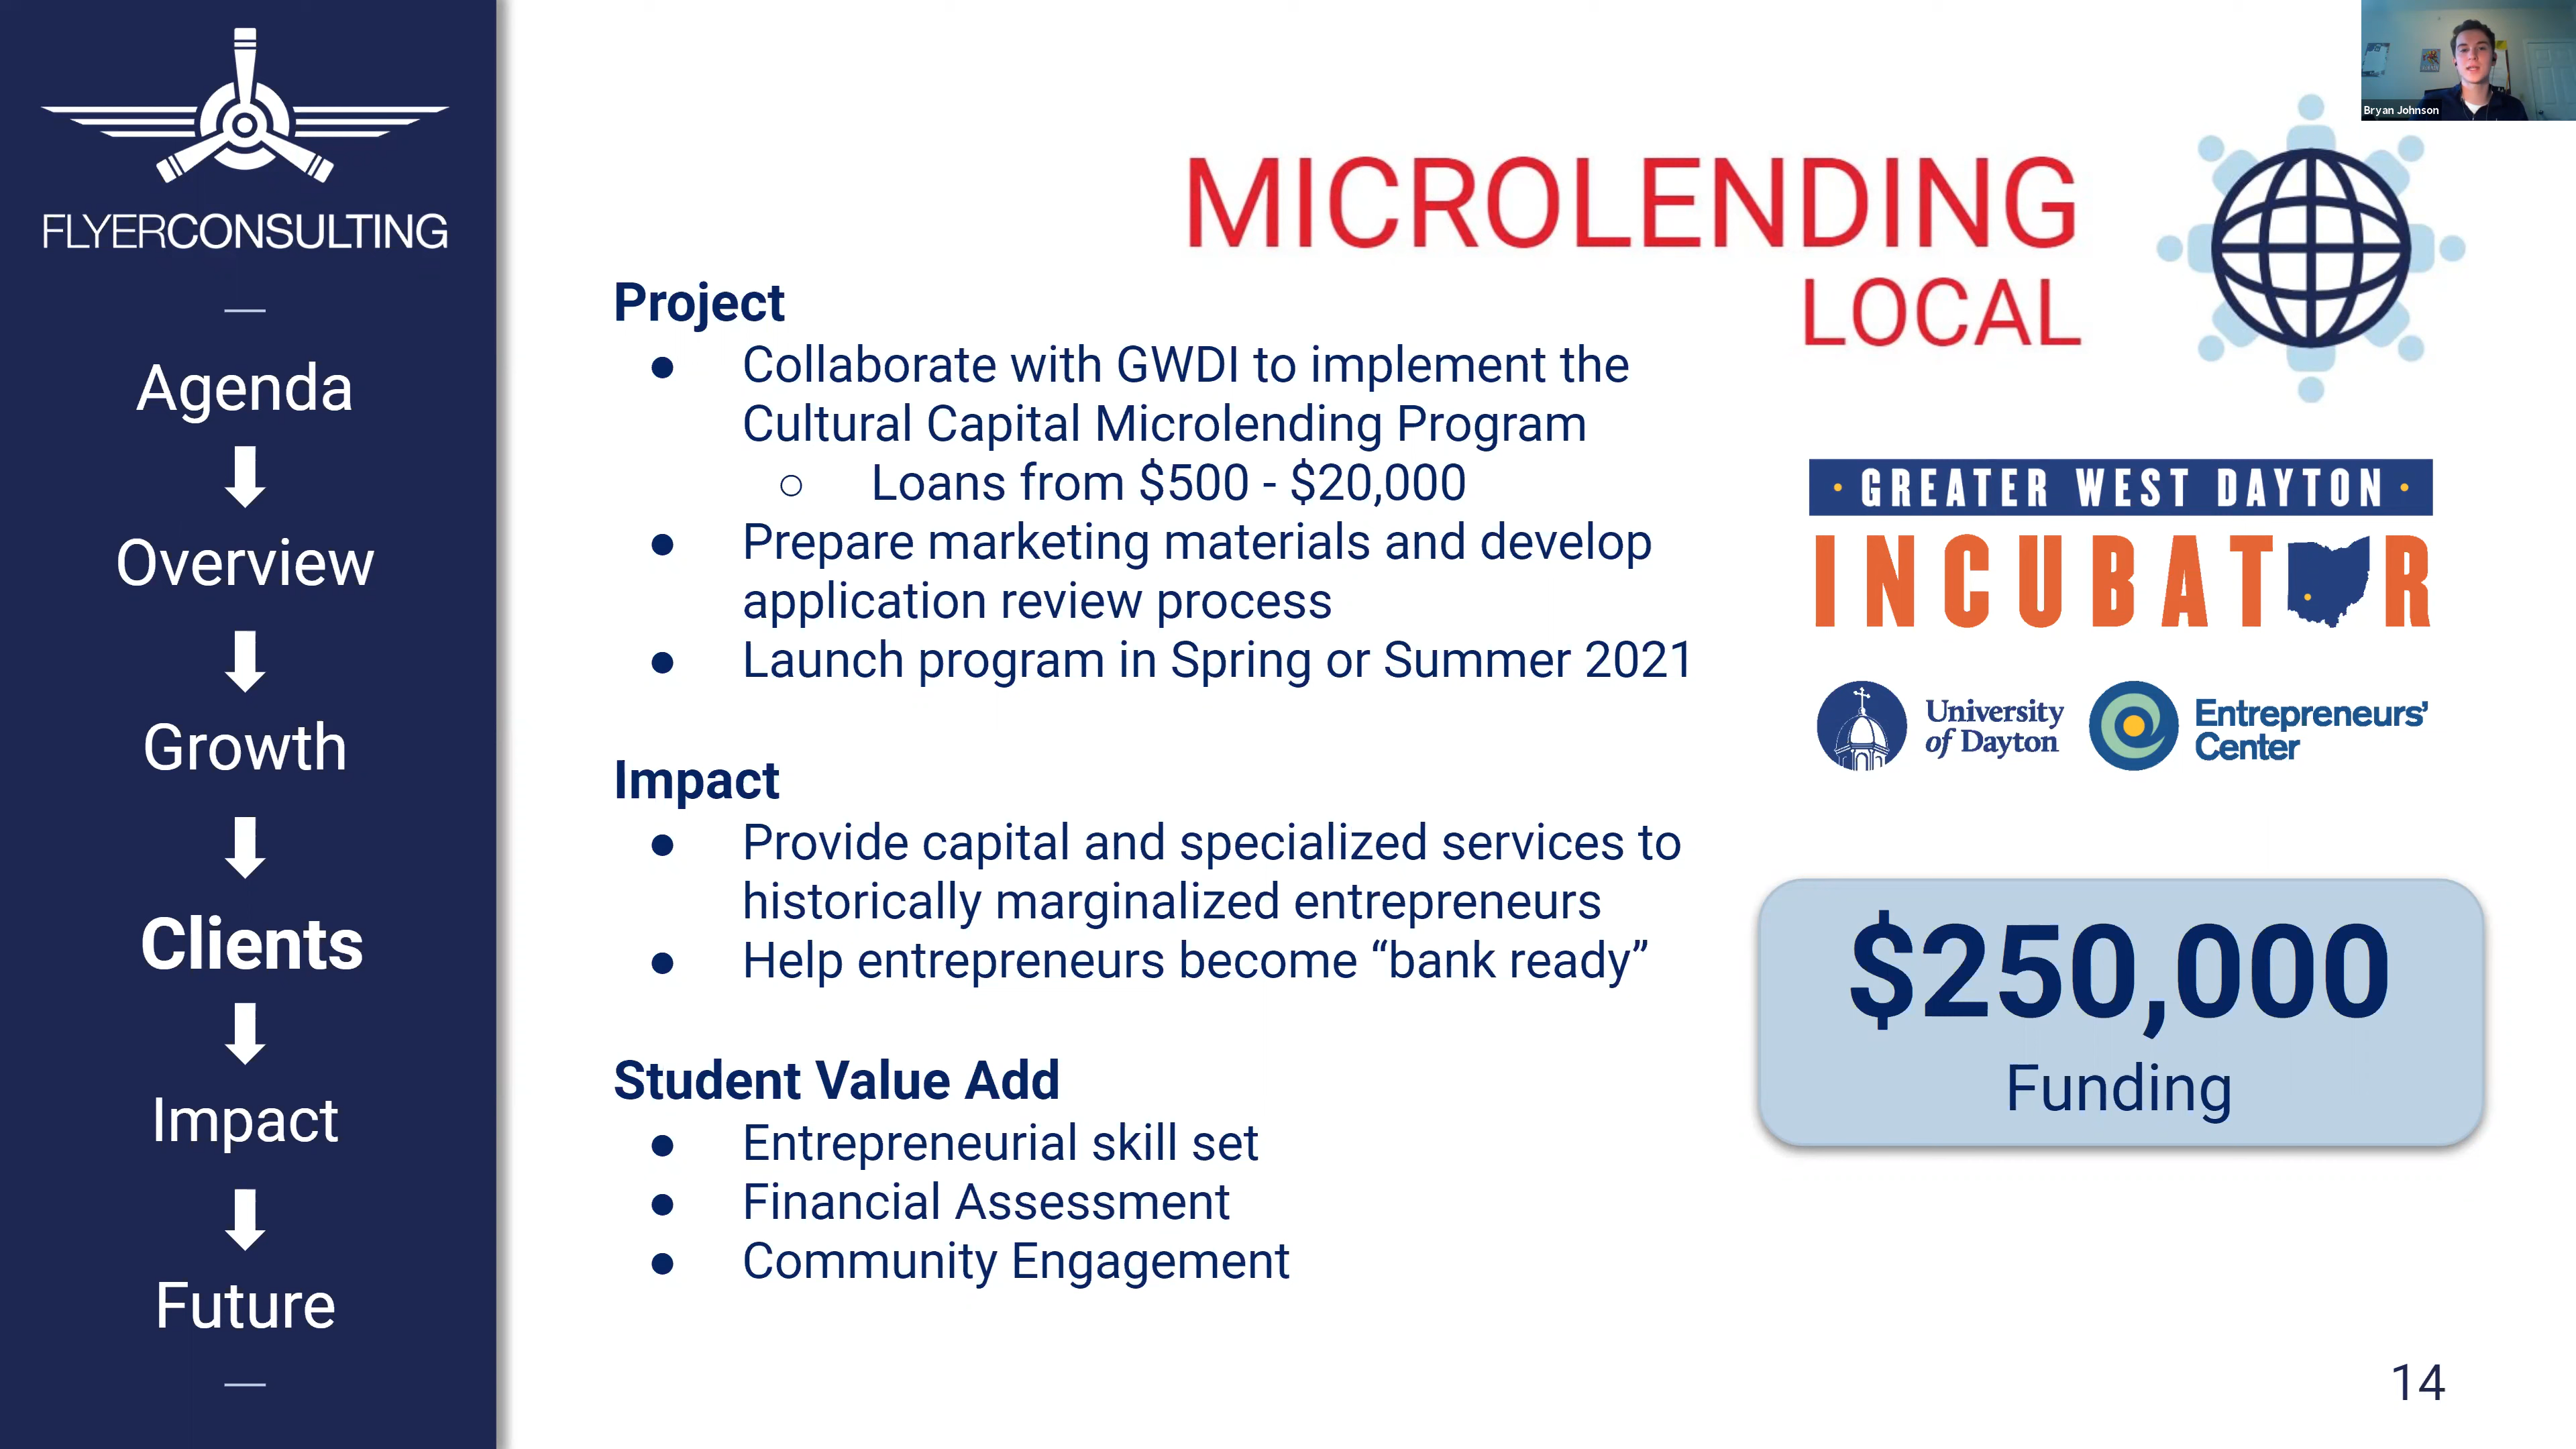 FLYERCONSULTING
Agenda
Overview
Growth
Clients
Impact
Future
Bryan Johnson
MICROLENDING
LOCAL
Project
● Collaborate with GWDI to implement the
Cultural Capital Microlending Program
○ Loans from $500 - $20,000
● Prepare marketing materials and develop
application review process
● Launch program in Spring or Summer 2021
Impact
● Provide capital and specialized services to
historically marginalized entrepreneurs
● Help entrepreneurs become “bank ready”
Student Value Add
● Entrepreneurial skill set
● Financial Assessment
● Community Engagement
· GREATER WEST DAYTON ·
INCUBATOR
University
of Dayton
Entrepreneurs’
Center
$250,000
Funding
14